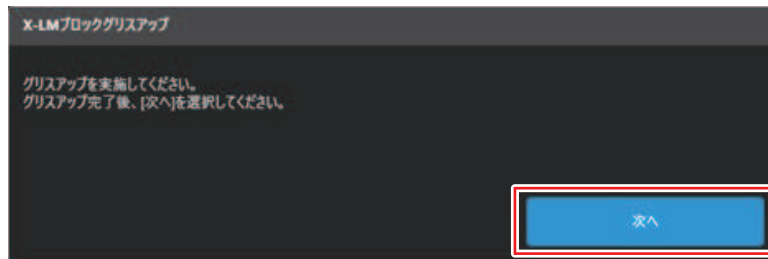 X-LMブロックグリスアップ
グリスアップを実施してください。
グリスアップ完了後、[次へ]を選択してください。
次へ